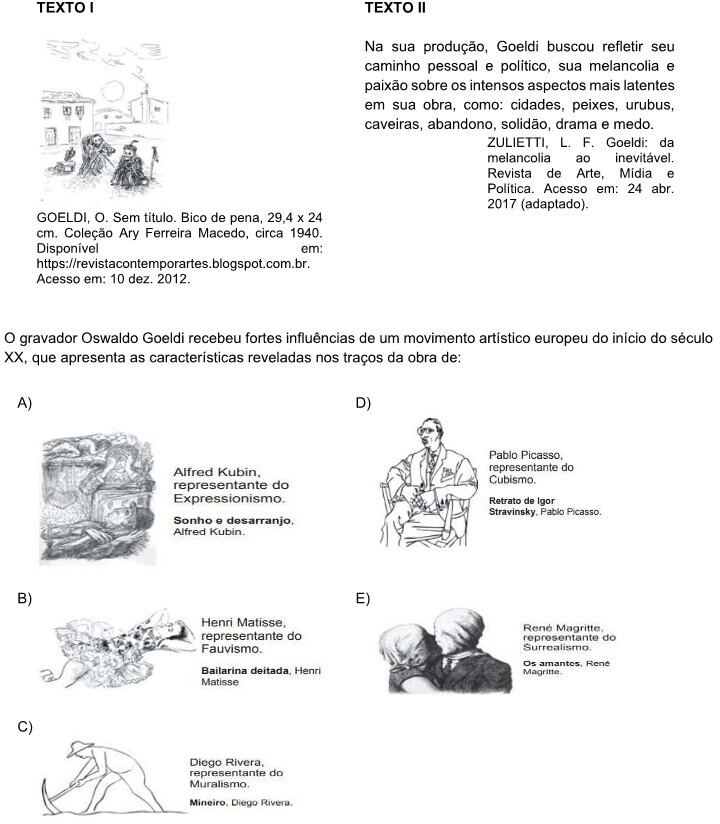 TEXTO I
GOELDI, O. Sem título. Bico de pena, 29,4 x 24
cm. Coleção Ary Ferreira Macedo, circa 1940.
Disponível em:
https://revistacontemporartes.blogspot.com.br.
Acesso em: 10 dez. 2012.
TEXTO II
Na sua produção, Goeldi buscou refletir seu
caminho pessoal e político, sua melancolia e
paixão sobre os intensos aspectos mais latentes
em sua obra, como: cidades, peixes, urubus,
caveiras, abandono, solidão, drama e medo.
ZULIETTI, L. F. Goeldi: da
melancolia ao inevitável.
Revista de Arte, Mídia e
Política. Acesso em: 24 abr.
2017 (adaptado).
O gravador Oswaldo Goeldi recebeu fortes influências de um movimento artístico europeu do início do século
XX, que apresenta as características reveladas nos traços da obra de:
A)
Alfred Kubin,
representante do
Expressionismo.
Sonho e desarranjo,
Alfred Kubin.
B)
Henri Matisse,
representante do
Fauvismo.
Bailarina deitada, Henri
Matisse
C)
Diego Rivera,
representante do
Muralismo.
Mineiro, Diego Rivera.
D)
Pablo Picasso,
representante do
Cubismo.
Retrato de Igor
Stravinsky, Pablo Picasso.
E)
René Magritte,
representante do
Surrealismo.
Os amantes, René
Magritte.